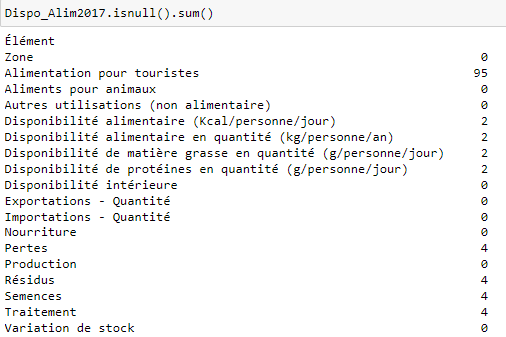 Dispo_Alim2017.isnull().sum()
Élément
Zone 0
Alimentation pour touristes 95
Aliments pour animaux 0
Autres utilisations (non alimentaire) 0
Disponibilité alimentaire (Kcal/personne/jour) 2
Disponibilité alimentaire en quantité (kg/personne/an) 2
Disponibilité de matière grasse en quantité (g/personne/jour) 2
Disponibilité de protéines en quantité (g/personne/jour) 2
Disponibilité intérieure 0
Exportations - Quantité 0
Importations - Quantité 0
Nourriture 0
Pertes 4
Production 0
Résidus 4
Semences 4
Traitement 4
Variation de stock 0